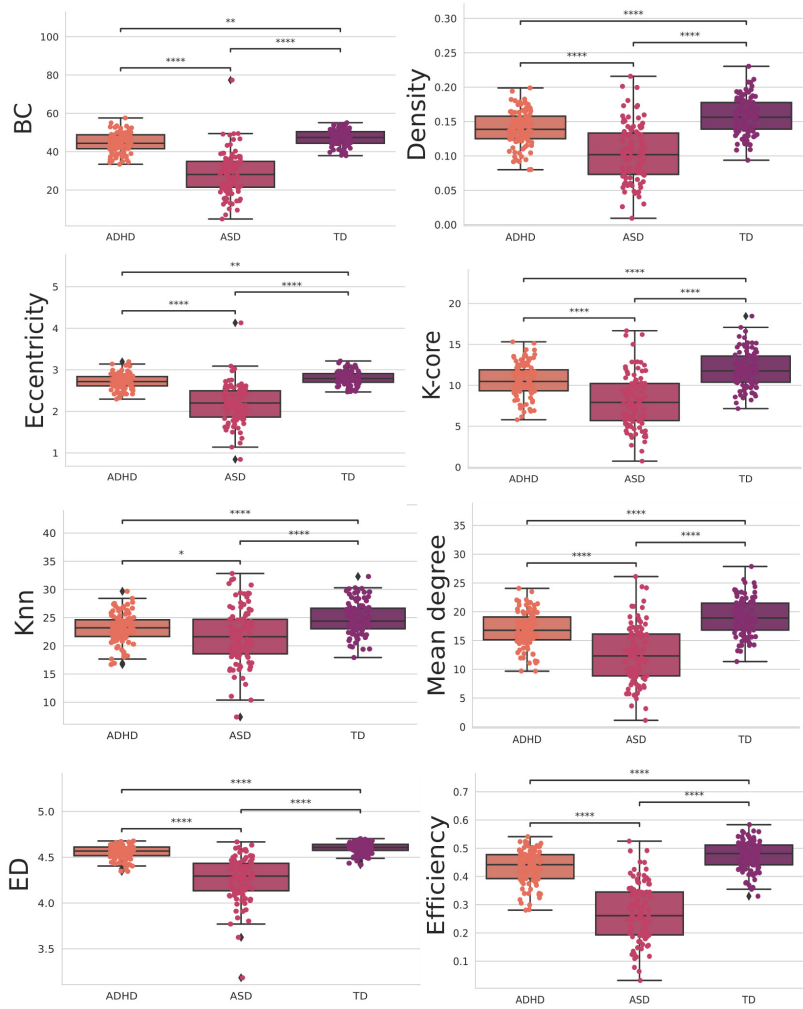 BC
100
80
60
40
20
**
****
****
ADHD
ASD
TD
Density
0.30
0.25
0.20
0.15
0.10
0.05
0.00
****
****
****
ADHD
ASD
TD
Eccentricity
5
4
3
2
1
**
****
****
ADHD
ASD
TD
K-core
20
15
10
5
0
****
****
****
ADHD
ASD
TD
Knn
40
35
30
25
20
15
10
****
****
*
ADHD
ASD
TD
Mean degree
35
30
25
20
15
10
5
0
****
****
****
ADHD
ASD
TD
ED
5.0
4.5
4.0
3.5
****
****
****
ADHD
ASD
TD
Efficiency
0.7
0.6
0.5
0.4
0.3
0.2
0.1
****
****
****
ADHD
ASD
TD